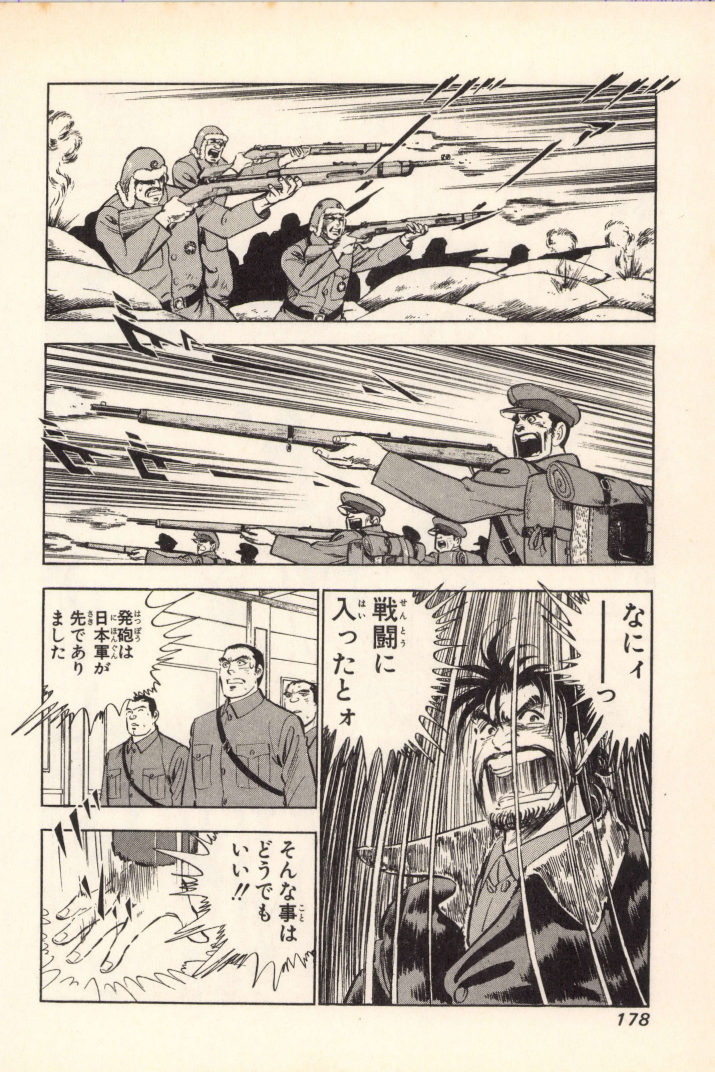 なにィ
――っ
戦闘に
入ったとォ
発砲は
日本軍が
先であり
ました
そんな事は
どうでも
いい!!
178